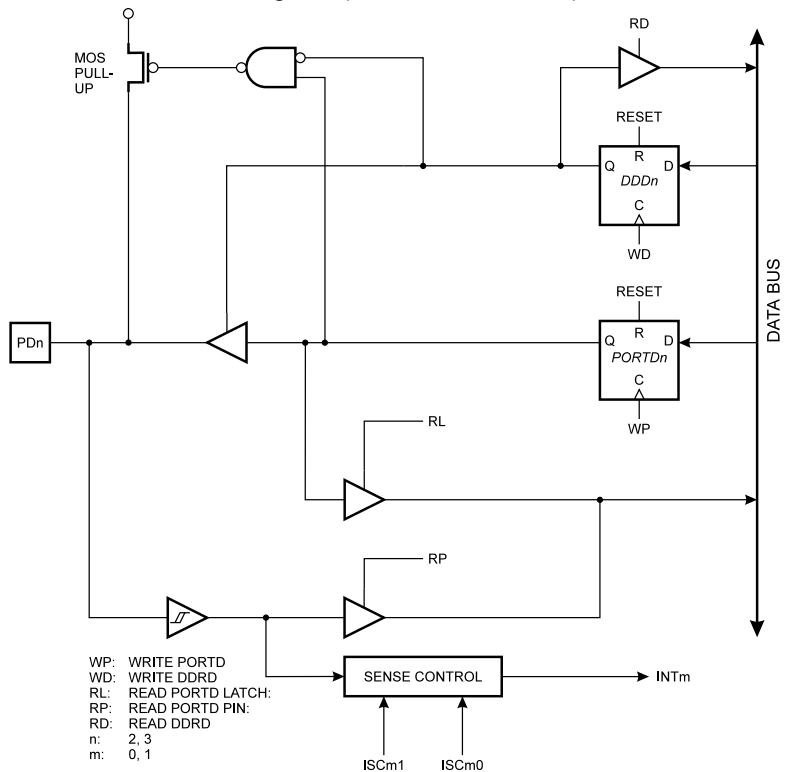 RD
MOS
PULL-
UP
RESET
R
Q
D
DDDn
C
WD
DATA BUS
RESET
R
PDn
Q
D
PORTDn
C
WP
RL
RP
WP: WRITE PORTD
WD: WRITE DDRD
RL: READ PORTD LATCH:
RP: READ PORTD PIN:
RD: READ DDRD
n: 2, 3
m: 0, 1
SENSE CONTROL
INTm
ISCm1
ISCm0